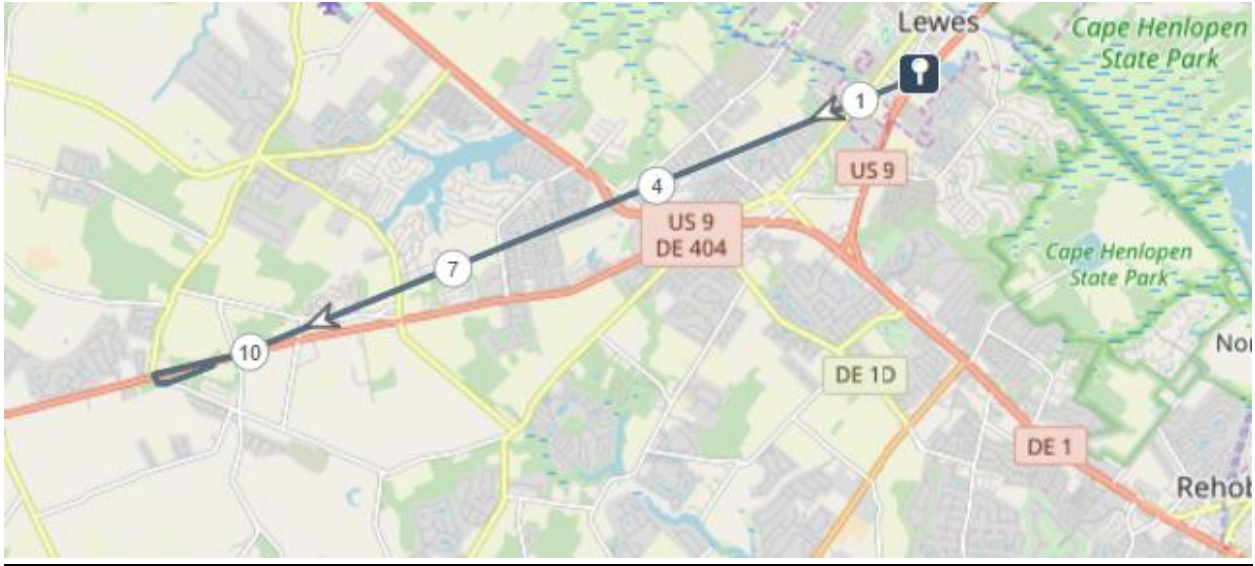 Lewes
Cape Henlopen
State Park
1
US 9
4
US 9
DE 404
7
Cape Henlopen
State Park
10
DE 1D
DE 1